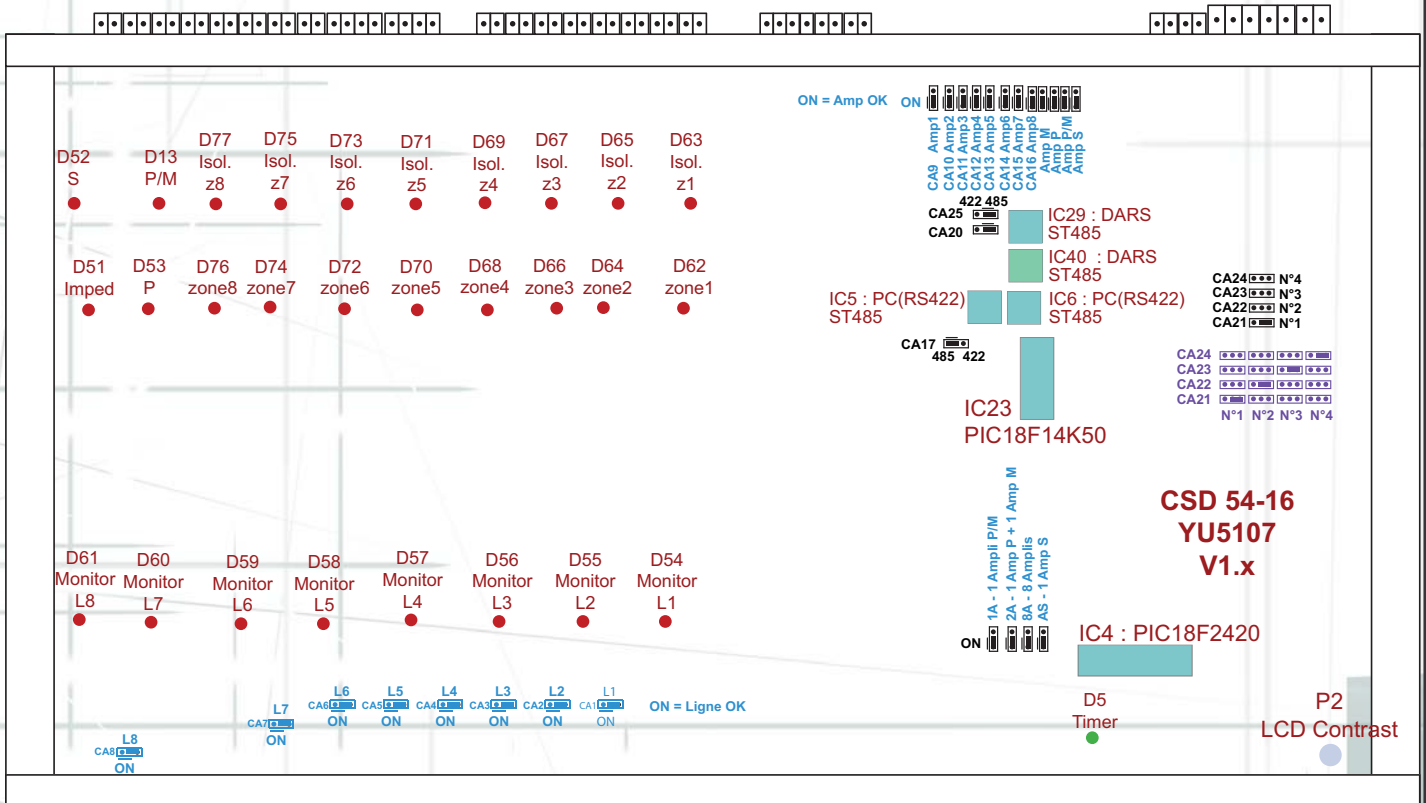 ON = Amp OK
ON
CA9 Amp1
CA10 Amp2
CA11 Amp3
CA12 Amp4
CA13 Amp5
CA14 Amp6
CA15 Amp7
CA16 Amp8
Amp M
Amp P
Amp P/M
Amp S
D52
S
D13
P/M
D77
Isol.
z8
D75
Isol.
z7
D73
Isol.
z6
D71
Isol.
z5
D69
Isol.
z4
D67
Isol.
z3
D65
Isol.
z2
D63
Isol.
z1
422 485
CA25
CA20
IC29 : DARS
ST485
IC40 : DARS
ST485
D51
Imped
D53
P
D76
zone8
D74
zone7
D72
zone6
D70
zone5
D68
zone4
D66
zone3
D64
zone2
D62
zone1
IC5 : PC(RS422)
ST485
IC6 : PC(RS422)
ST485
CA24 N°4
CA23 N°3
CA22 N°2
CA21 N°1
CA17
485 422
CA24
CA23
CA22
CA21
N°1 N°2 N°3 N°4
IC23
PIC18F14K50
1A - 1 Ampli P/M
2A - 1 Amp P + 1 Amp M
8A - 8 Amplis
AS - 1 Amp S
ON
CSD 54-16
YU5107
V1.x
D61
Monitor
L8
D60
Monitor
L7
D59
Monitor
L6
D58
Monitor
L5
D57
Monitor
L4
D56
Monitor
L3
D55
Monitor
L2
D54
Monitor
L1
IC4 : PIC18F2420
L8
CA8
ON
L7
CA7
ON
L6
CA6
ON
L5
CA5
ON
L4
CA4
ON
L3
CA3
ON
L2
CA2
ON
L1
CA1
ON
ON = Ligne OK
D5
Timer
P2
LCD Contrast